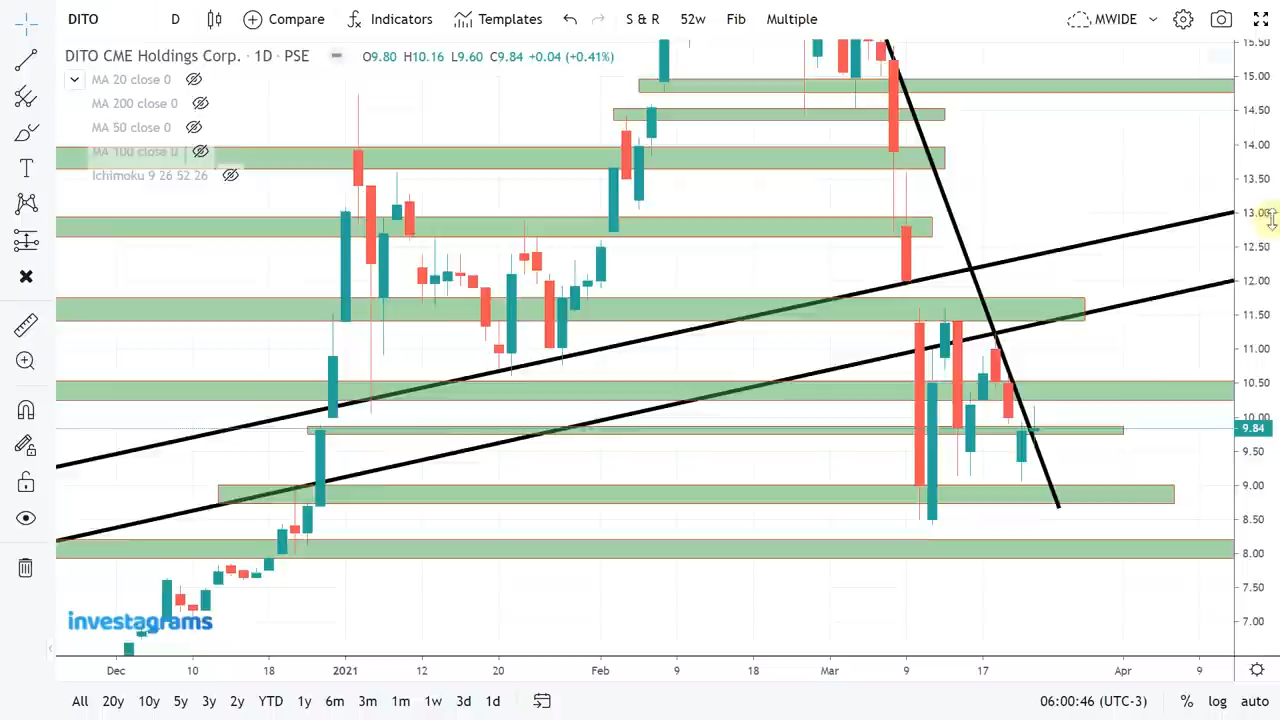 DITO D Compare Indicators Templates S & R 52w Fib Multiple MWIDE
DITO CME Holdings Corp. · 1D · PSE O9.80 H10.16 L9.60 C9.84 +0.04 (+0.41%)
MA 20 close 0
MA 200 close 0
MA 50 close 0
MA 100 close 0
Ichimoku 9 26 52 26
15.50
15.00
14.50
14.00
13.50
13.00
12.50
12.00
11.50
11.00
10.50
10.00
9.84
9.50
9.00
8.50
8.00
7.50
7.00
investagrams
Dec 10 18 2021 12 20 Feb 9 18 Mar 9 17 Apr 9
All 20y 10y 5y 3y 2y YTD 1y 6m 3m 1m 1w 3d 1d 06:00:46 (UTC-3) % log auto